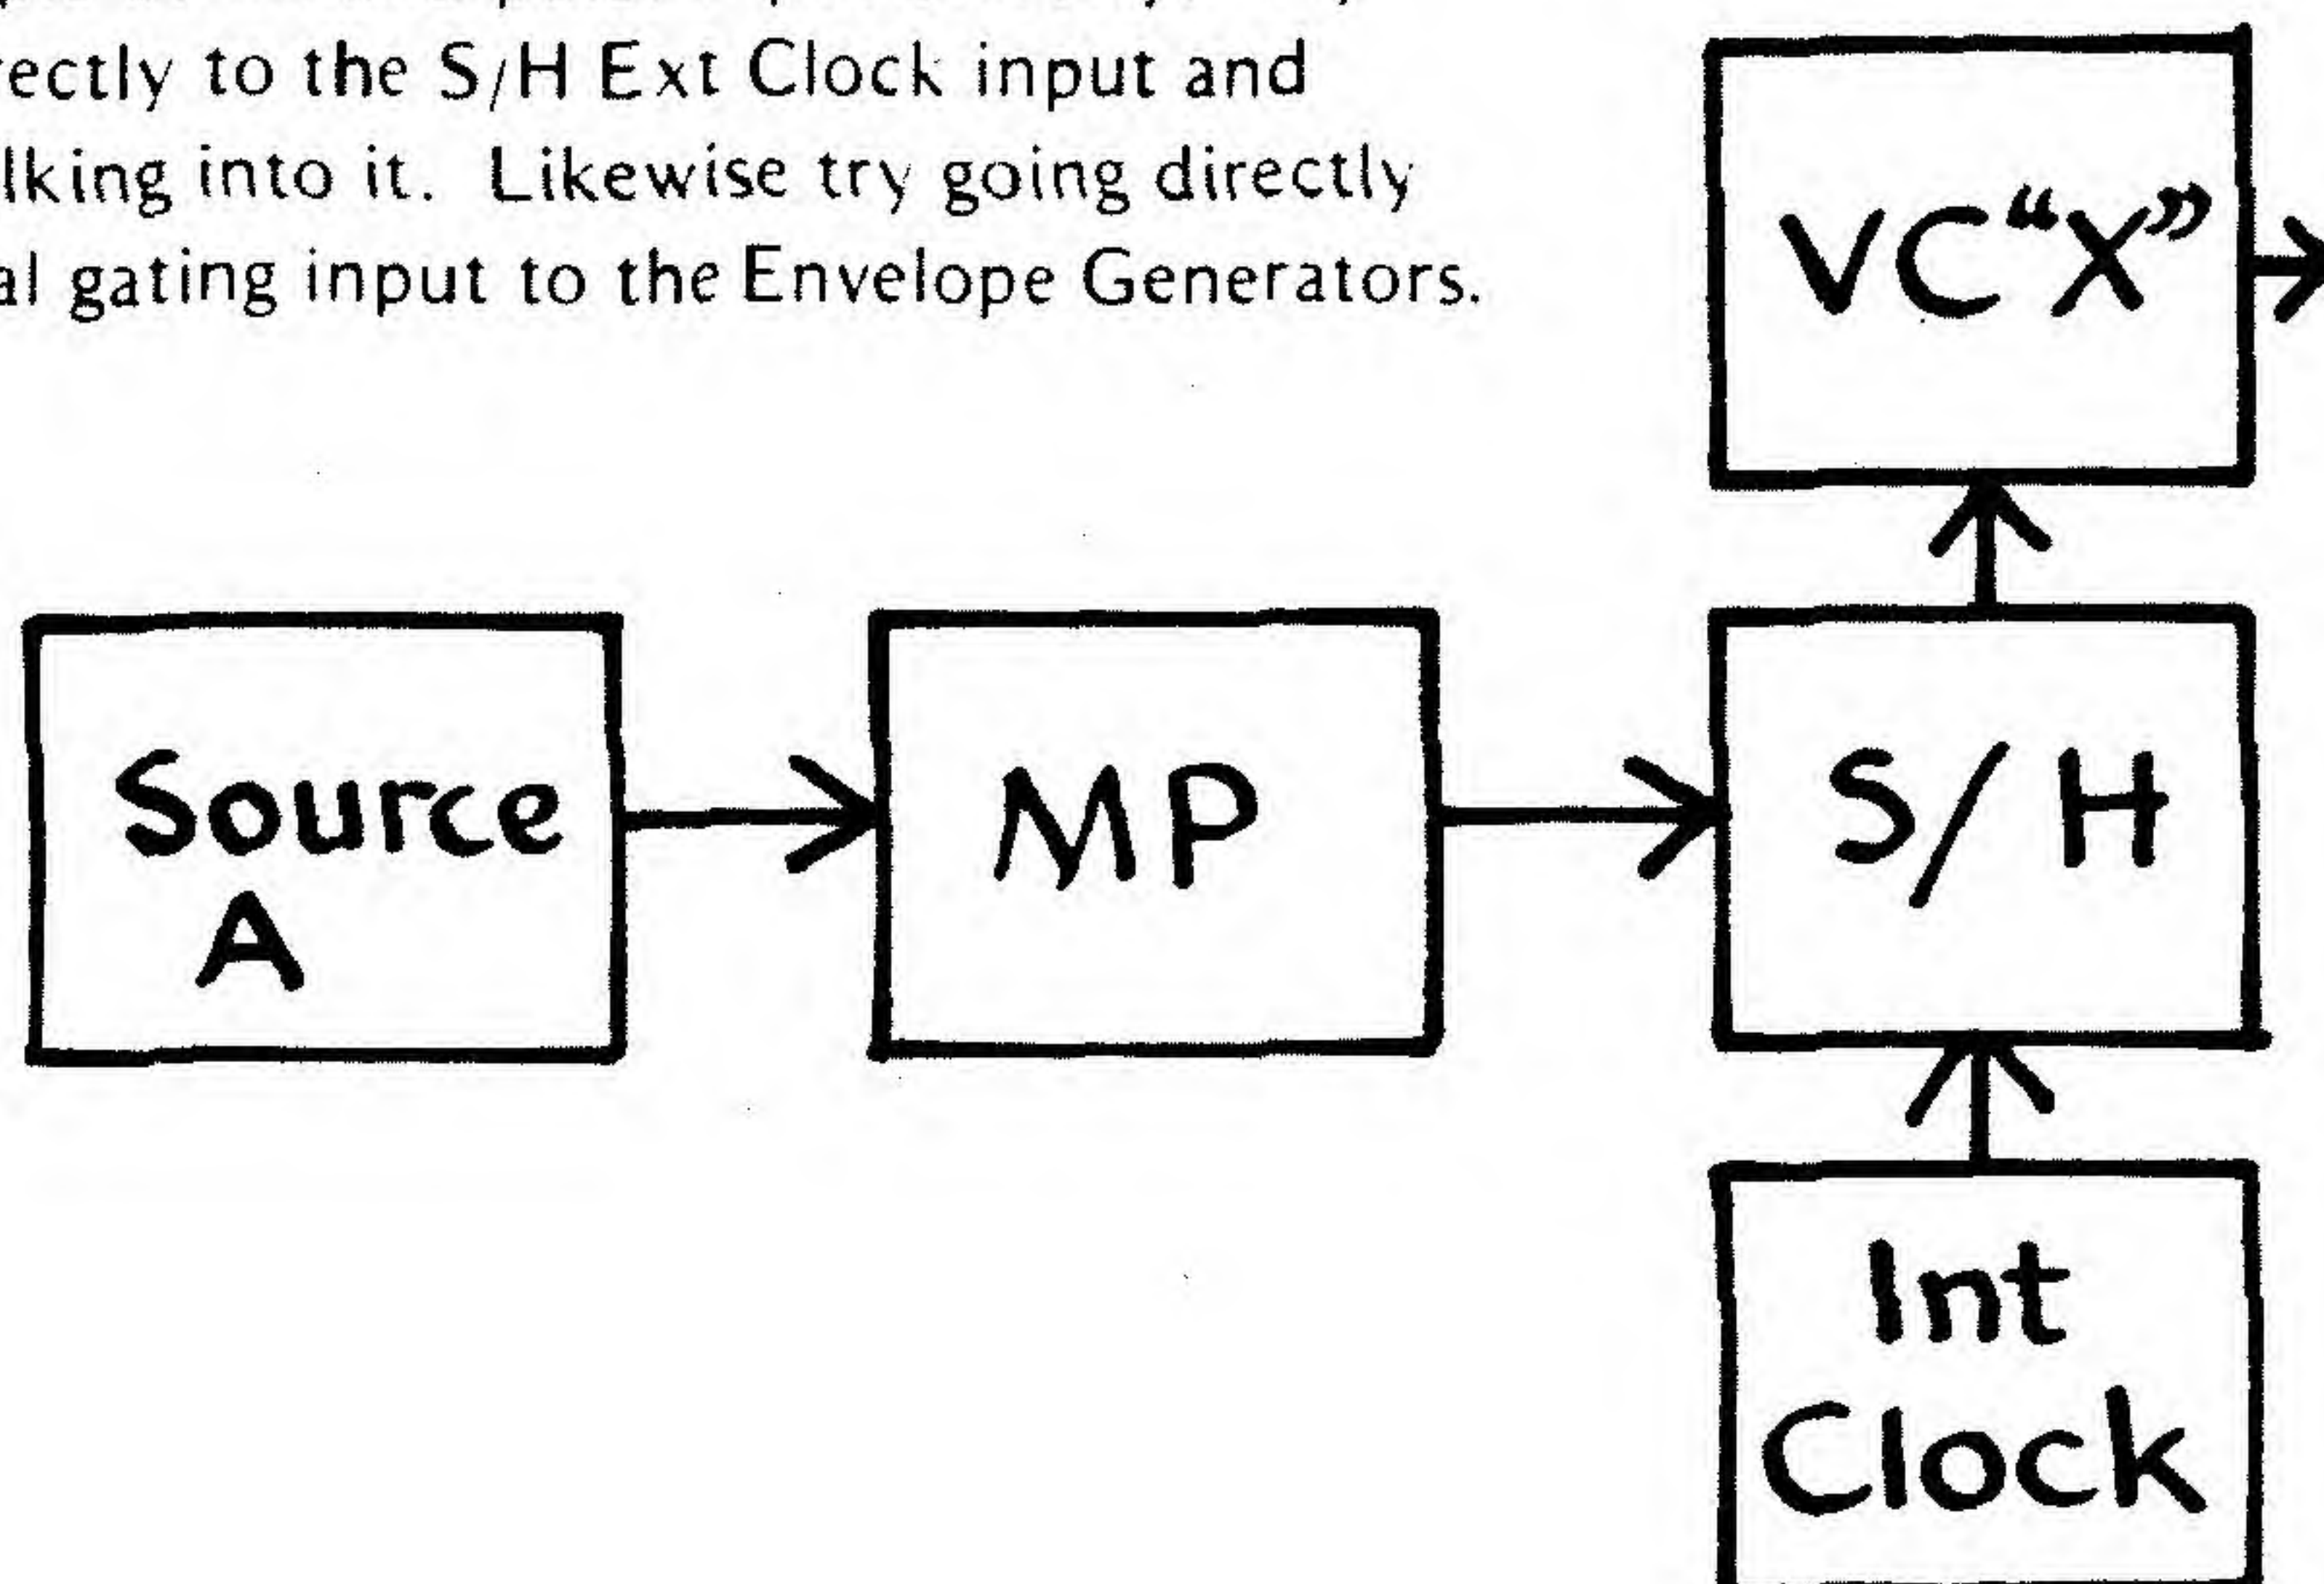 rectly to the S/H Ext Clock input and
lking into it. Likewise try going directly
al gating input to the Envelope Generators.
VC“X”
Source
A
MP
S/H
Int
Clock